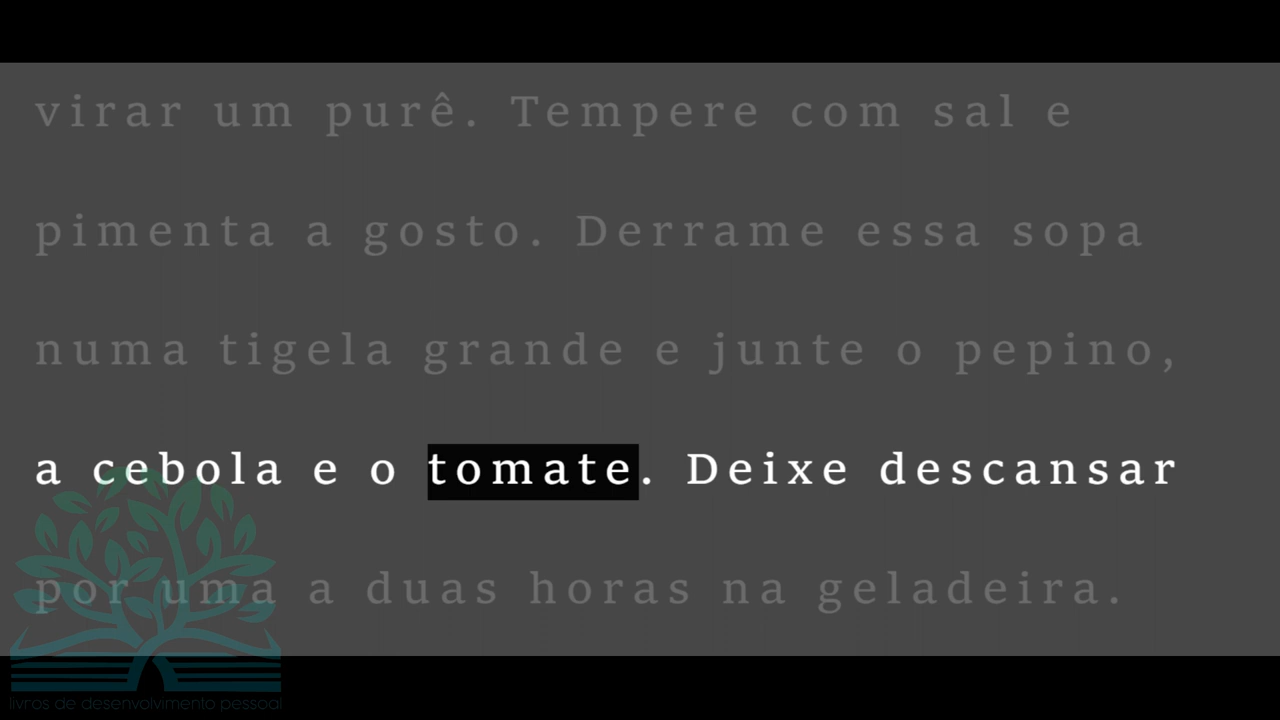 virar um purê. Tempere com sal e
pimenta a gosto. Derrame essa sopa
numa tigela grande e junte o pepino,
a cebola e o tomate. Deixe descansar
por uma a duas horas na geladeira.
livros de desenvolvimento pessoal